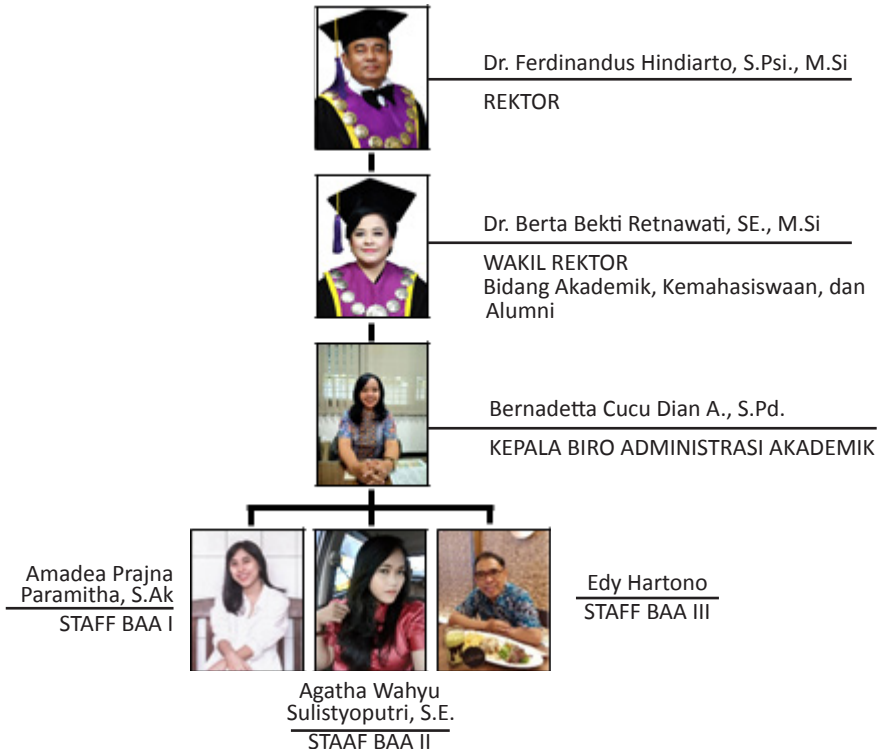 Dr. Ferdinandus Hindiarto, S.Psi., M.Si
REKTOR
Dr. Berta Bekti Retnawati, SE., M.Si
WAKIL REKTOR
Bidang Akademik, Kemahasiswaan, dan
Alumni
Bernadetta Cucu Dian A., S.Pd.
KEPALA BIRO ADMINISTRASI AKADEMIK
Amadea Prajna
Paramitha, S.Ak
STAFF BAA I
Agatha Wahyu
Sulistyoputri, S.E.
STAAF BAA II
Edy Hartono
STAFF BAA III